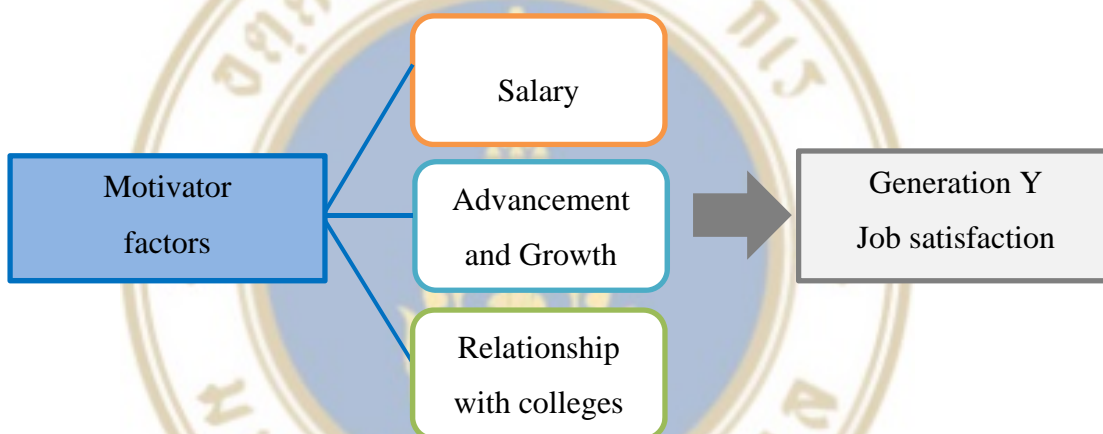 Salary
Motivator
factors
Advancement
and Growth
Generation Y
Job satisfaction
Relationship
with colleges